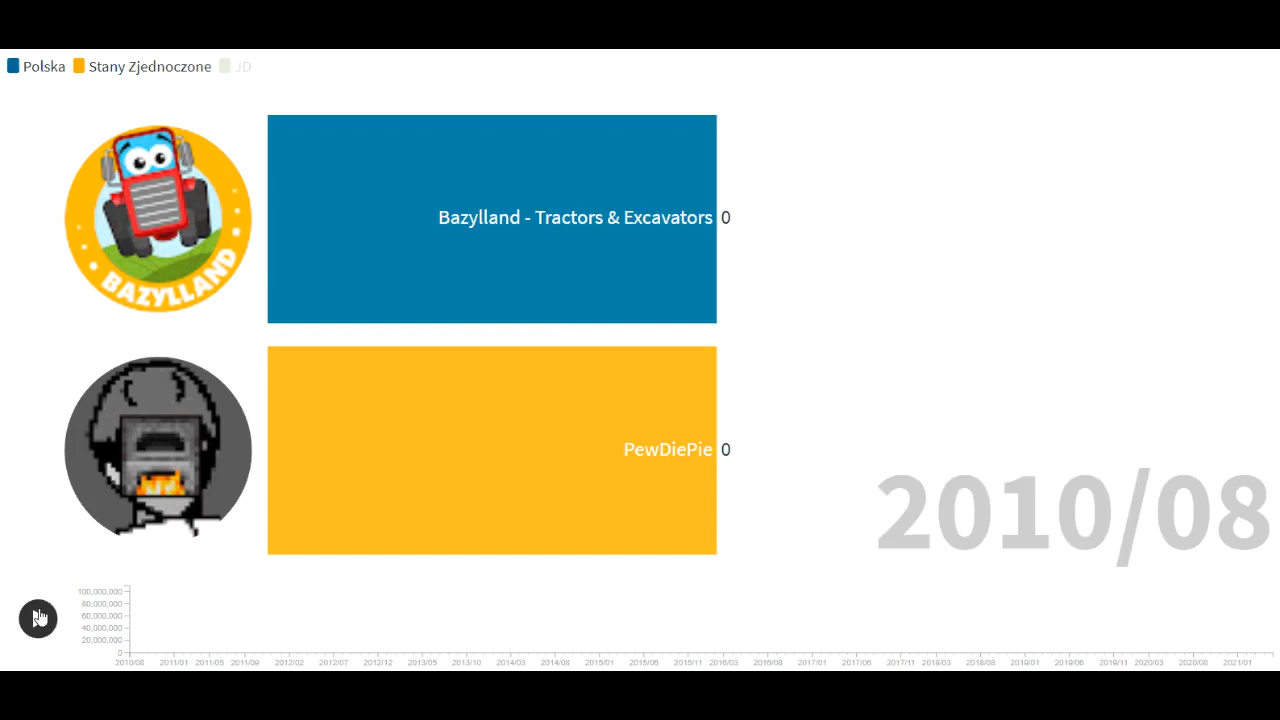 Polska Stany Zjednoczone JD
BAZYLLAND
Bazylland - Tractors & Excavators 0
PewDiePie 0
2010/08
100,000,000
80,000,000
60,000,000
40,000,000
20,000,000
0
2010/08 2011/01 2011/05 2011/09 2012/02 2012/07 2012/12 2013/05 2013/10 2014/03 2014/08 2015/01 2015/06 2015/11 2016/03 2016/08 2017/01 2017/06 2017/11 2018/03 2018/08 2019/01 2019/06 2019/11 2020/03 2020/08 2021/01